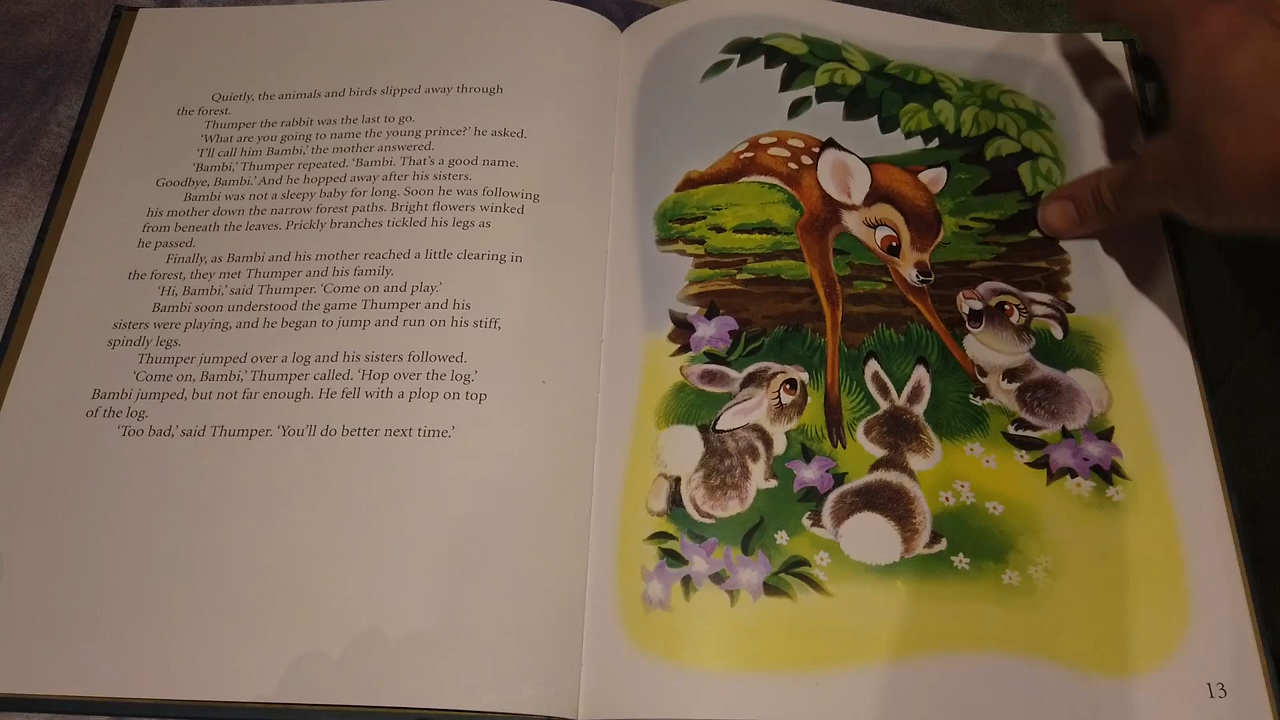 Quietly, the animals and birds slipped away through
the forest.
Thumper the rabbit was the last to go.
‘What are you going to name the young prince?’ he asked.
‘I’ll call him Bambi,’ the mother answered.
‘Bambi,’ Thumper repeated. ‘Bambi. That’s a good name.
Goodbye, Bambi.’ And he hopped away after his sisters.
Bambi was not a sleepy baby for long. Soon he was following
his mother down the narrow forest paths. Bright flowers winked
from beneath the leaves. Prickly branches tickled his legs as
he passed.
Finally, as Bambi and his mother reached a little clearing in
the forest, they met Thumper and his family.
‘Hi, Bambi,’ said Thumper. ‘Come on and play.’
Bambi soon understood the game Thumper and his
sisters were playing, and he began to jump and run on his stiff,
spindly legs.
Thumper jumped over a log and his sisters followed.
‘Come on, Bambi,’ Thumper called. ‘Hop over the log.’
Bambi jumped, but not far enough. He fell with a plop on top
of the log.
‘Too bad,’ said Thumper. ‘You’ll do better next time.’
13